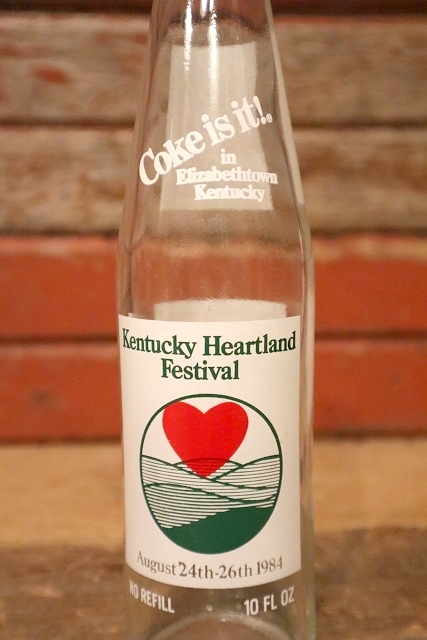 Coke is it!®
in
Elizabethtown
Kentucky
Kentucky Heartland
Festival
August 24th-26th 1984
NO REFILL 10 FL OZ